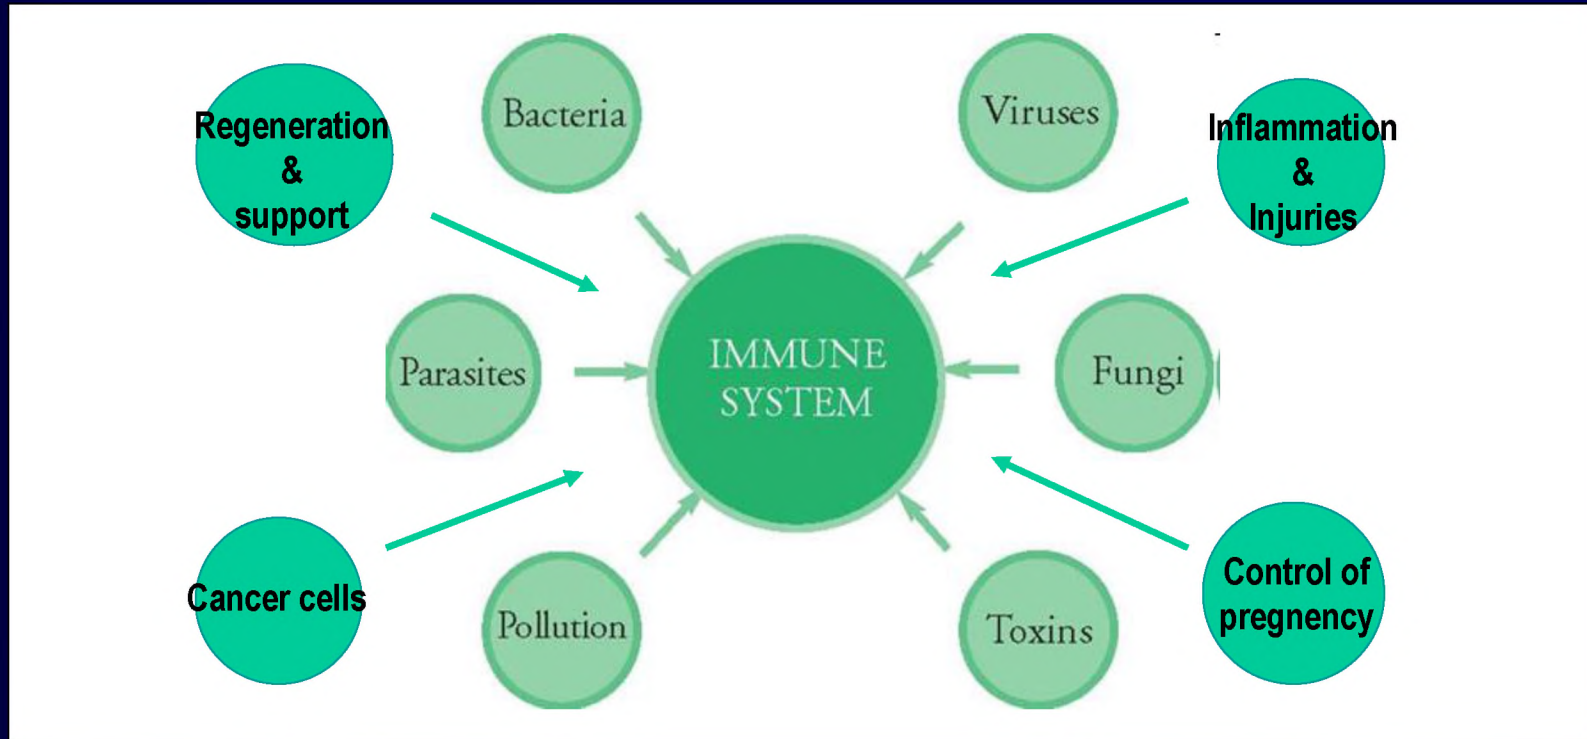 Regeneration
&
support
Bacteria
Viruses
Inflammation
&
Injuries
Parasites
IMMUNE
SYSTEM
Fungi
Cancer cells
Pollution
Toxins
Control of
pregnency